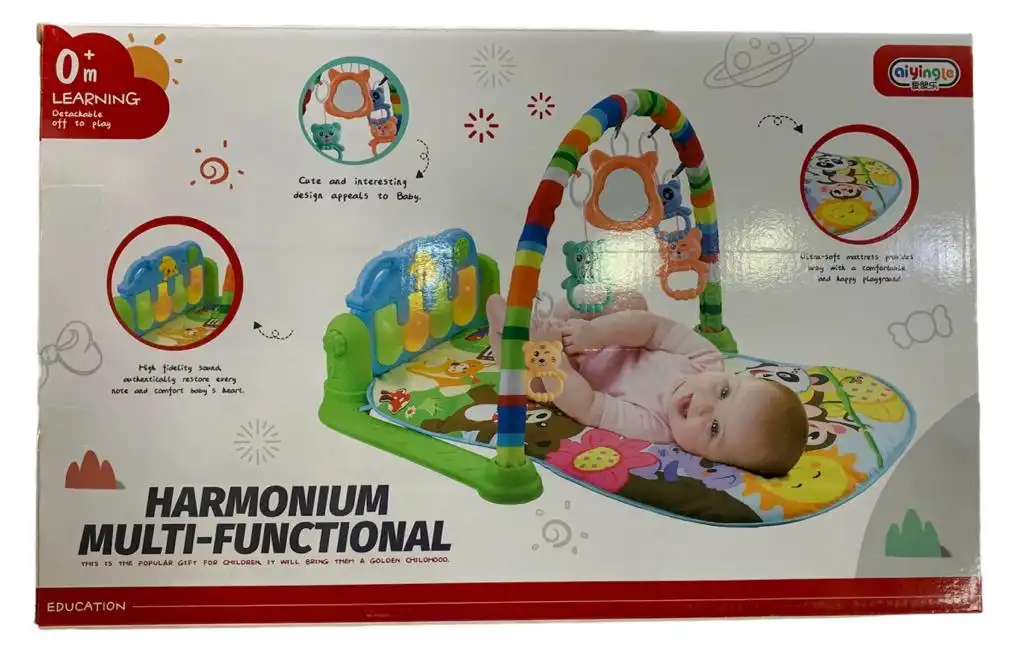 0+m
LEARNING
Detachable
off to play
aiyingle
Cute and interesting
design appeals to Baby.
Ultra-soft mattress provides
baby with a comfortable
and happy playground.
High fidelity sound,
authentically restore every
note and comfort baby's heart.
HARMONIUM
MULTI-FUNCTIONAL
THIS IS THE POPULAR GIFT FOR CHILDREN, IT WILL BRING THEM A GOLDEN CHILDHOOD.
EDUCATION